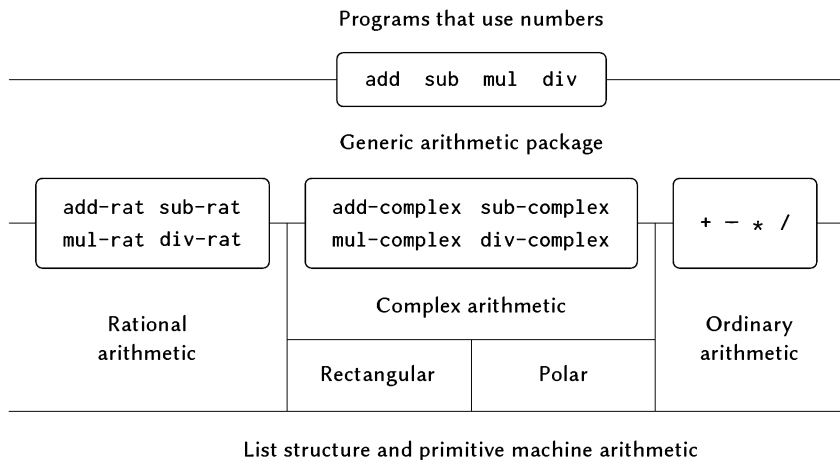 Programs that use numbers
add sub mul div
Generic arithmetic package
add-rat sub-rat
mul-rat div-rat
add-complex sub-complex
mul-complex div-complex
+ − * /
Rational
arithmetic
Complex arithmetic
Rectangular
Polar
Ordinary
arithmetic
List structure and primitive machine arithmetic